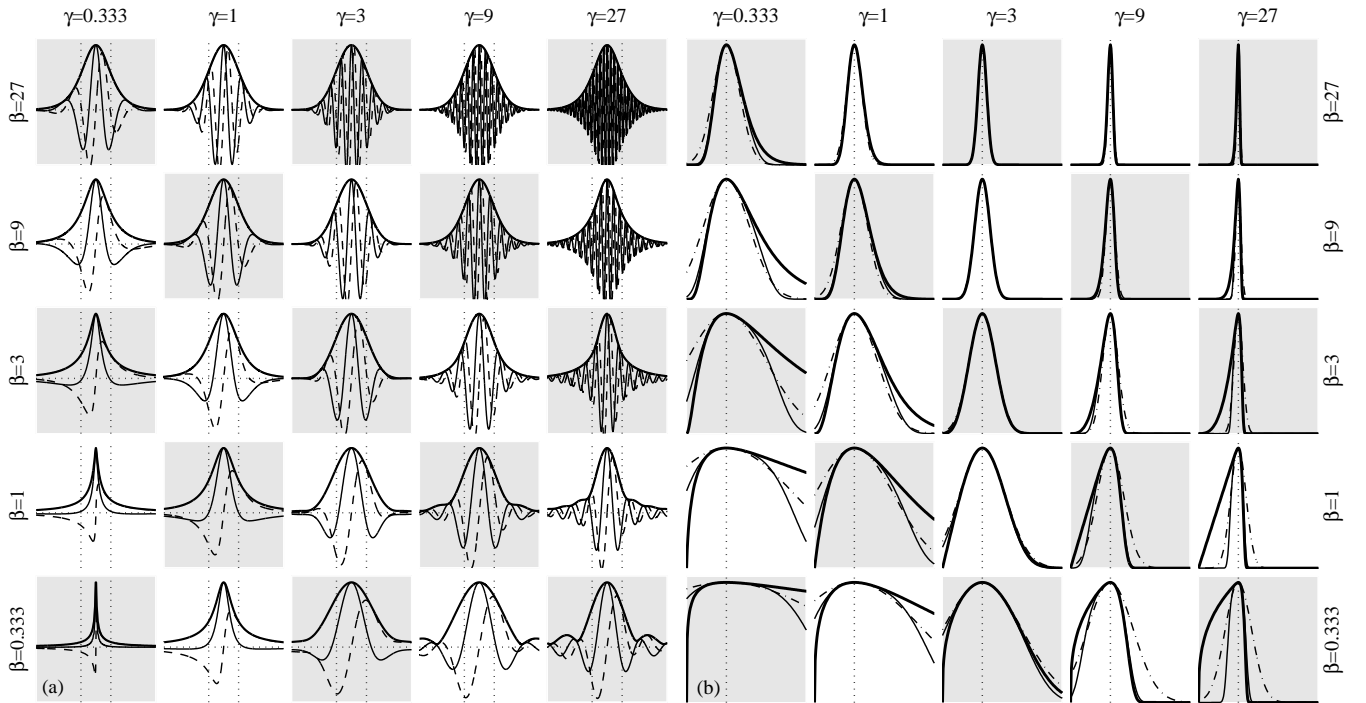 γ=0.333 γ=1 γ=3 γ=9 γ=27 γ=0.333 γ=1 γ=3 γ=9 γ=27
β=27 β=27
β=9 β=9
β=3 β=3
β=1 β=1
β=0.333 β=0.333
(a) (b)